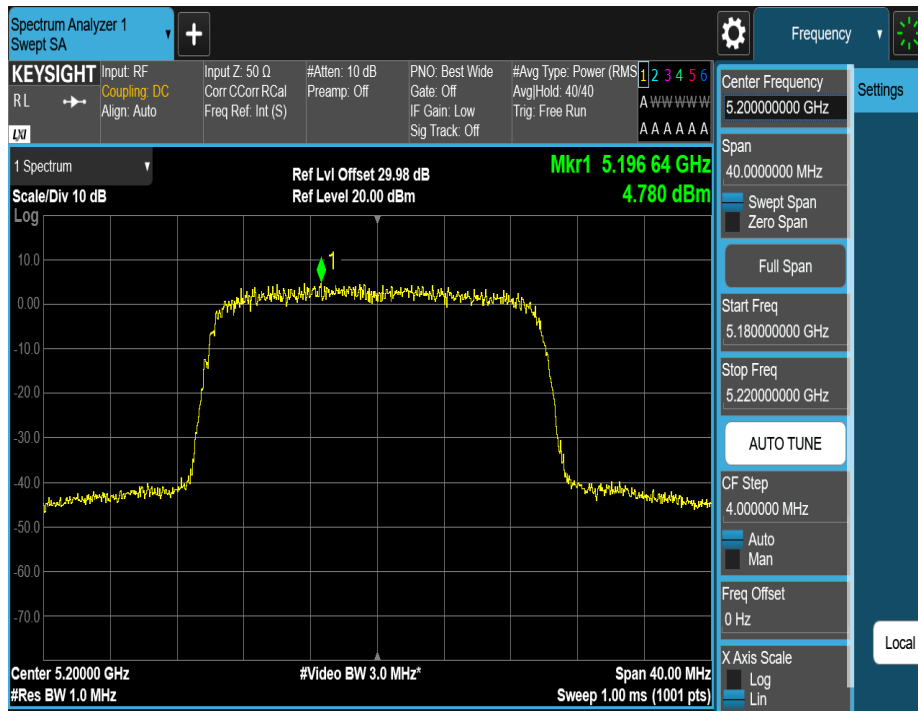 Spectrum Analyzer 1
Swept SA
+
Frequency
KEYSIGHT
RL
LXI
Input: RF
Coupling: DC
Align: Auto
Input Z: 50 Ω
Corr CCorr RCal
Freq Ref: Int (S)
#Atten: 10 dB
Preamp: Off
PNO: Best Wide
Gate: Off
IF Gain: Low
Sig Track: Off
#Avg Type: Power (RMS
Avg|Hold: 40/40
Trig: Free Run
1 2 3 4 5 6
A W W W W W
A A A A A A
1 Spectrum
Scale/Div 10 dB
Log
Ref Lvl Offset 29.98 dB
Ref Level 20.00 dBm
Mkr1 5.196 64 GHz
4.780 dBm
1
10.0
0.00
-10.0
-20.0
-30.0
-40.0
-50.0
-60.0
-70.0
Center 5.20000 GHz
#Res BW 1.0 MHz
#Video BW 3.0 MHz*
Span 40.00 MHz
Sweep 1.00 ms (1001 pts)
Center Frequency
5.200000000 GHz
Span
40.0000000 MHz
Swept Span
Zero Span
Full Span
Start Freq
5.180000000 GHz
Stop Freq
5.220000000 GHz
AUTO TUNE
CF Step
4.000000 MHz
Auto
Man
Freq Offset
0 Hz
X Axis Scale
Log
Lin
Settings
Local